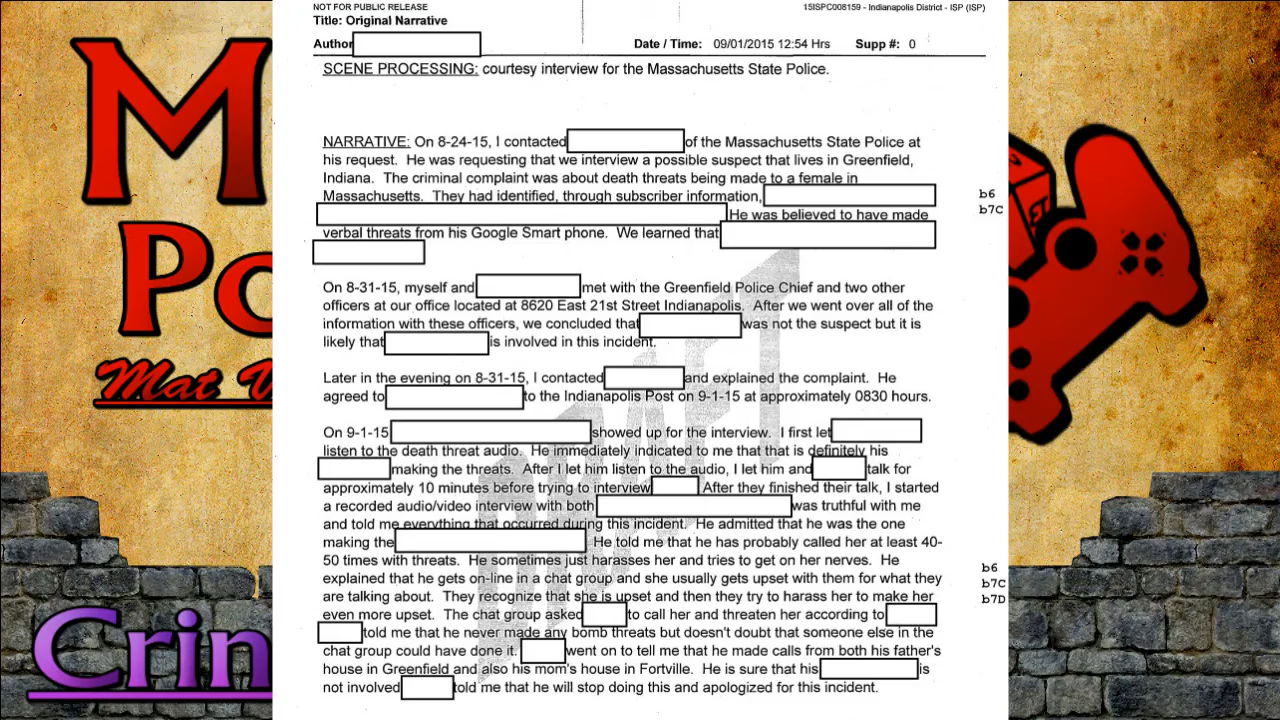 NOT FOR PUBLIC RELEASE
15ISPC008159 - Indianapolis District - ISP (ISP)
Title: Original Narrative
Author
Date / Time: 09/01/2015 12:54 Hrs Supp #: 0
SCENE PROCESSING: courtesy interview for the Massachusetts State Police.
NARRATIVE: On 8-24-15, I contacted of the Massachusetts State Police at
his request. He was requesting that we interview a possible suspect that lives in Greenfield,
Indiana. The criminal complaint was about death threats being made to a female in
Massachusetts. They had identified, through subscriber information,
b6
b7C
He was believed to have made
verbal threats from his Google Smart phone. We learned that
On 8-31-15, myself and met with the Greenfield Police Chief and two other
officers at our office located at 8620 East 21st Street Indianapolis. After we went over all of the
information with these officers, we concluded that was not the suspect but it is
likely that is involved in this incident.
Later in the evening on 8-31-15, I contacted and explained the complaint. He
agreed to to the Indianapolis Post on 9-1-15 at approximately 0830 hours.
On 9-1-15 showed up for the interview. I first let
listen to the death threat audio. He immediately indicated to me that that is definitely his
making the threats. After I let him listen to the audio, I let him and talk for
approximately 10 minutes before trying to interview After they finished their talk, I started
a recorded audio/video interview with both was truthful with me
and told me everything that occurred during this incident. He admitted that he was the one
making the He told me that he has probably called her at least 40-
50 times with threats. He sometimes just harasses her and tries to get on her nerves. He
explained that he gets on-line in a chat group and she usually gets upset with them for what they
are talking about. They recognize that she is upset and then they try to harass her to make her
even more upset. The chat group asked to call her and threaten her according to
b6
b7C
b7D
told me that he never made any bomb threats but doesn't doubt that someone else in the
chat group could have done it. went on to tell me that he made calls from both his father's
house in Greenfield and also his mom's house in Fortville. He is sure that his is
not involved told me that he will stop doing this and apologized for this incident.
DRAFT
M
Po
Mat
Crin